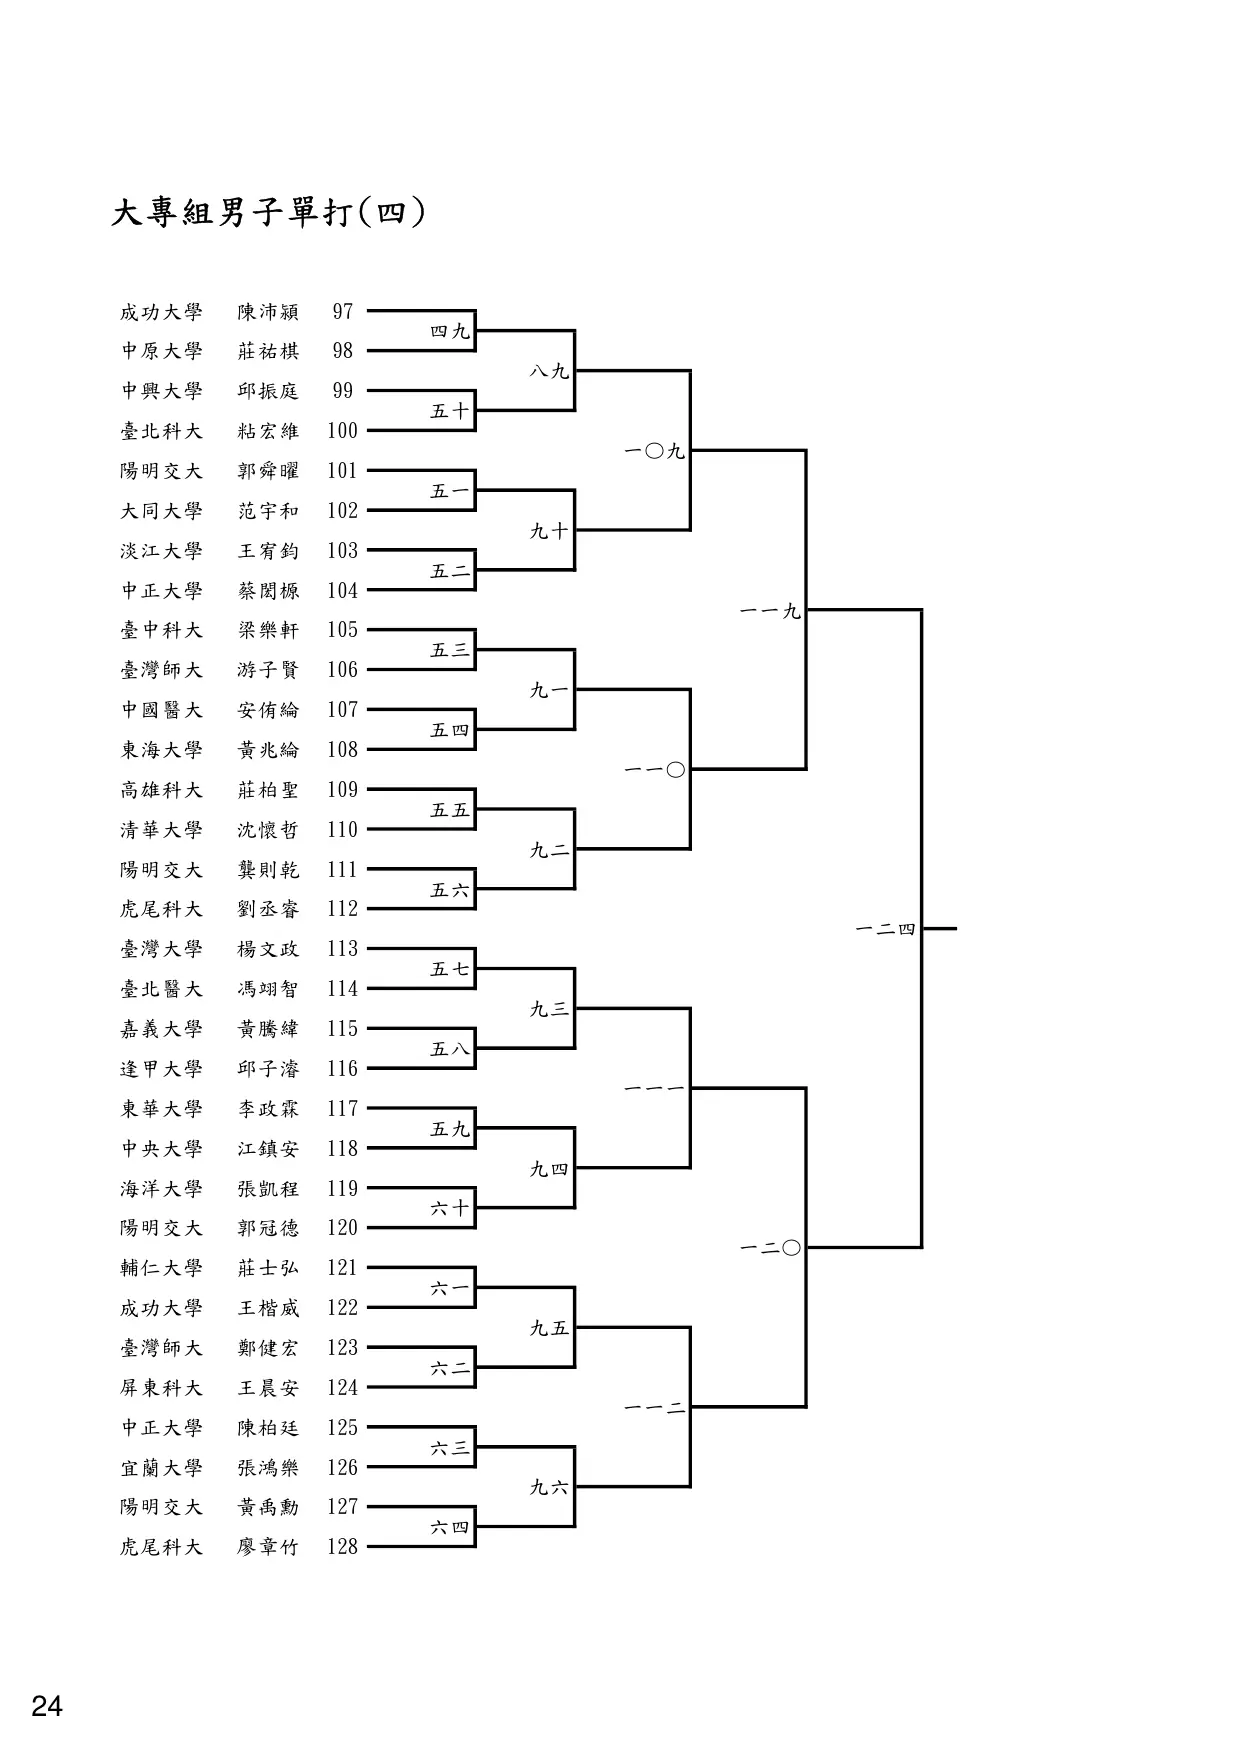 大專組男子單打(四)
成功大學 陳沛穎 97
四九
中原大學 莊祐棋 98
八九
中興大學 邱振庭 99
五十
臺北科大 粘宏維 100
一〇九
陽明交大 郭舜曜 101
五一
大同大學 范宇和 102
九十
淡江大學 王宥鈞 103
五二
中正大學 蔡閎榞 104
一一九
臺中科大 梁樂軒 105
五三
臺灣師大 游子賢 106
九一
中國醫大 安侑綸 107
五四
東海大學 黃兆綸 108
一一〇
高雄科大 莊柏聖 109
五五
清華大學 沈懷哲 110
九二
陽明交大 龔則乾 111
五六
虎尾科大 劉丞睿 112
一二四
臺灣大學 楊文政 113
五七
臺北醫大 馮翊智 114
九三
嘉義大學 黃騰緯 115
五八
逢甲大學 邱子濬 116
一一一
東華大學 李政霖 117
五九
中央大學 江鎮安 118
九四
海洋大學 張凱程 119
六十
陽明交大 郭冠德 120
一二〇
輔仁大學 莊士弘 121
六一
成功大學 王楷威 122
九五
臺灣師大 鄭健宏 123
六二
屏東科大 王晨安 124
一一二
中正大學 陳柏廷 125
六三
宜蘭大學 張鴻樂 126
九六
陽明交大 黃禹勳 127
六四
虎尾科大 廖章竹 128
24